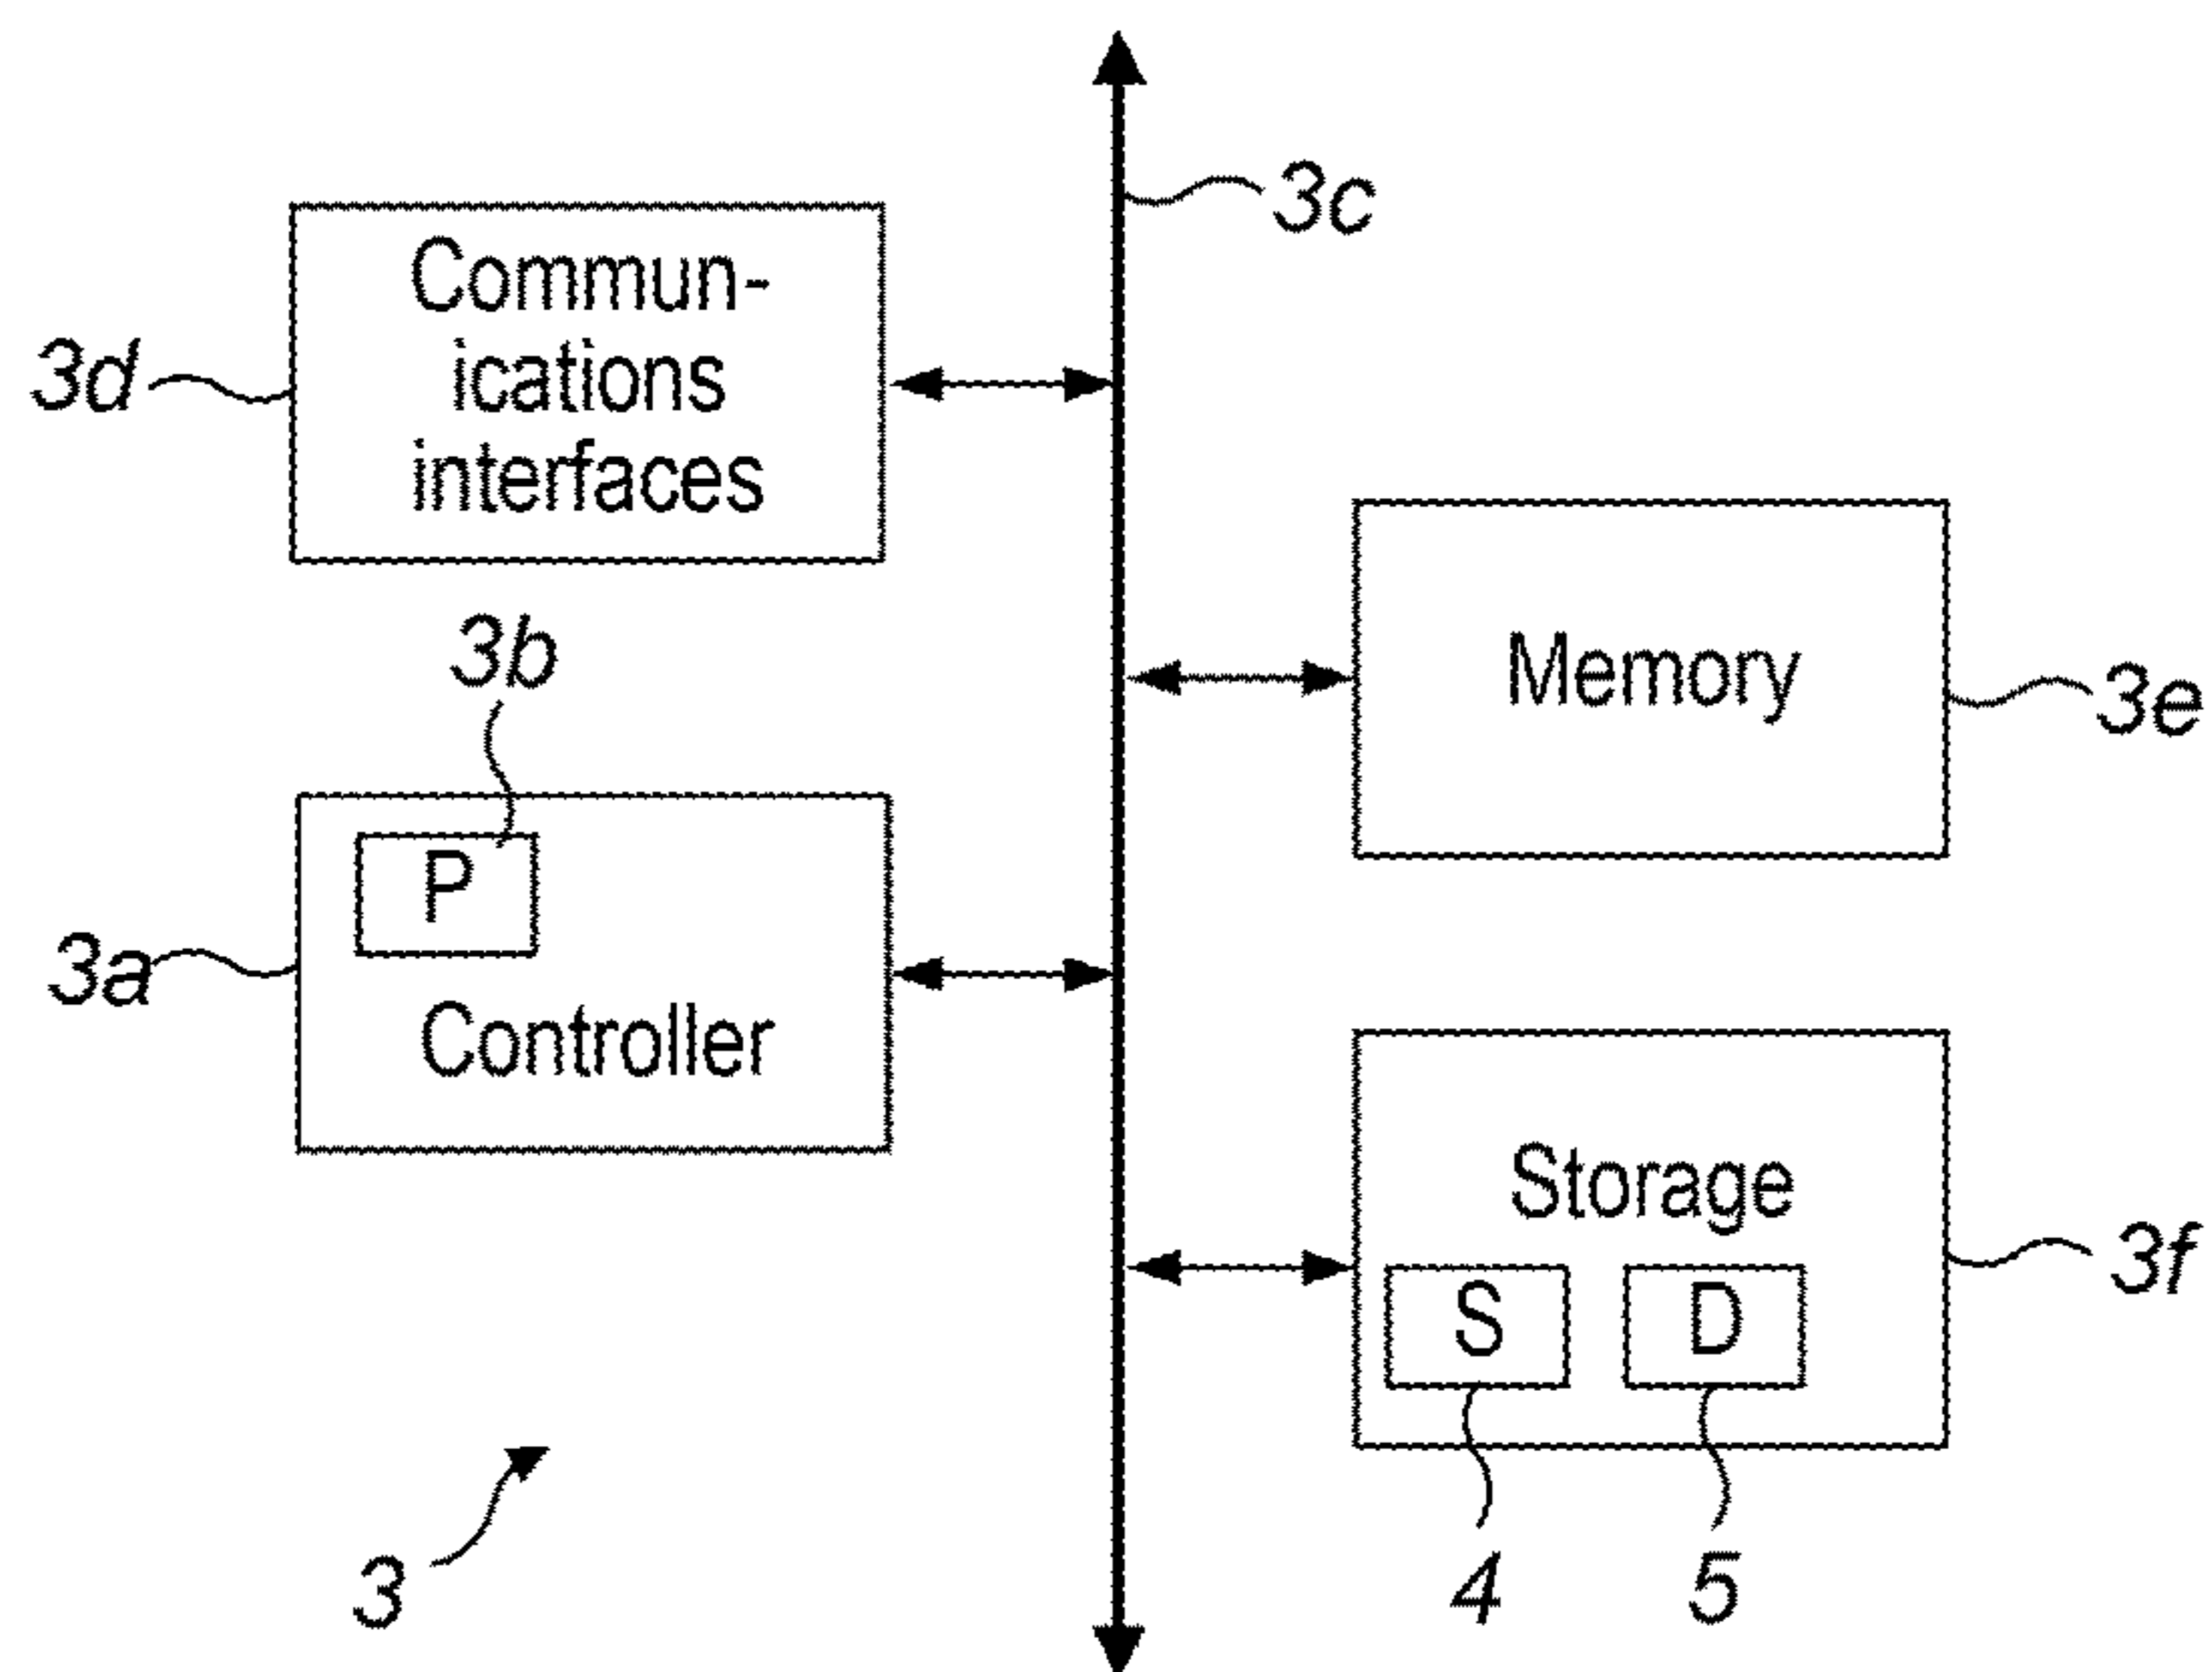 3c
Commun-
ications
interfaces
3d
3b
Memory
3e
P
3a
Controller
Storage
3f
S
D
3
4
5